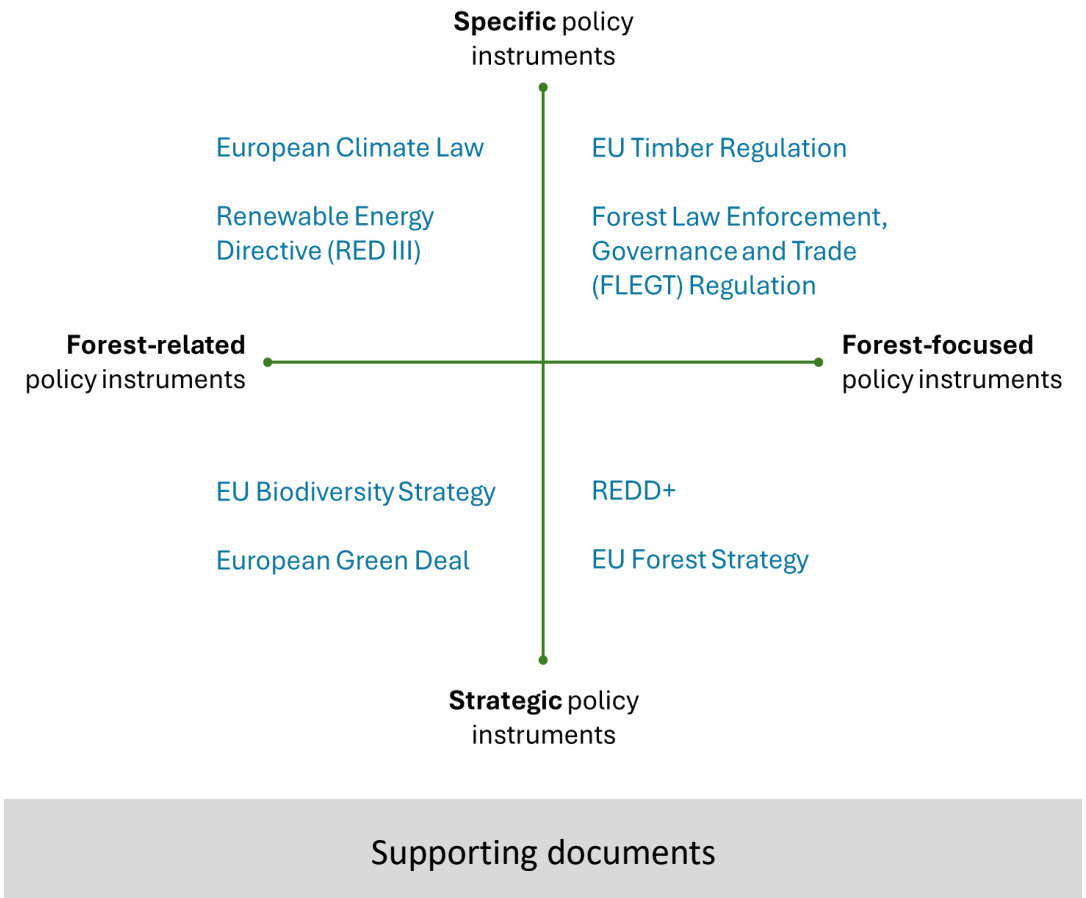 Specific policy
instruments
European Climate Law
EU Timber Regulation
Renewable Energy
Directive (RED III)
Forest Law Enforcement,
Governance and Trade
(FLEGT) Regulation
Forest-related
policy instruments
Forest-focused
policy instruments
EU Biodiversity Strategy
REDD+
European Green Deal
EU Forest Strategy
Strategic policy
instruments
Supporting documents